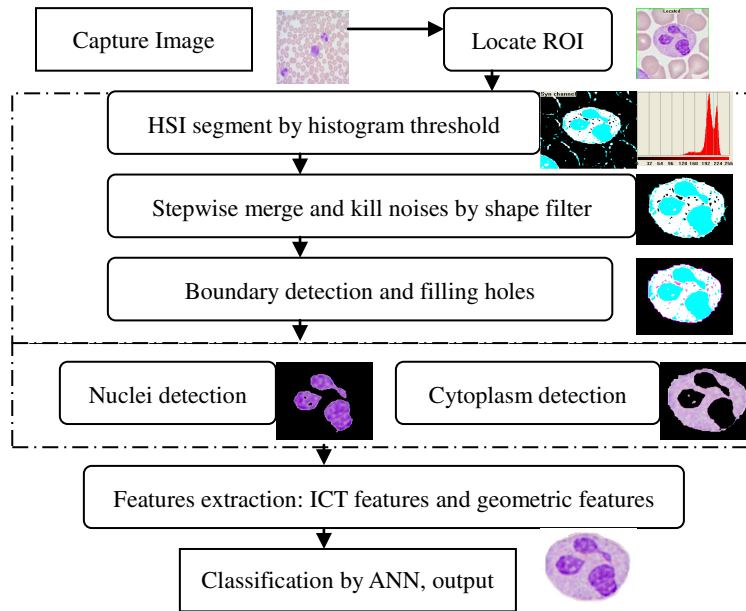 Capture Image
Locate ROI
Located
HSI segment by histogram threshold
Syn channel
32 64 96 128 160 192 224 256
Stepwise merge and kill noises by shape filter
Boundary detection and filling holes
Nuclei detection
Cytoplasm detection
Features extraction: ICT features and geometric features
Classification by ANN, output